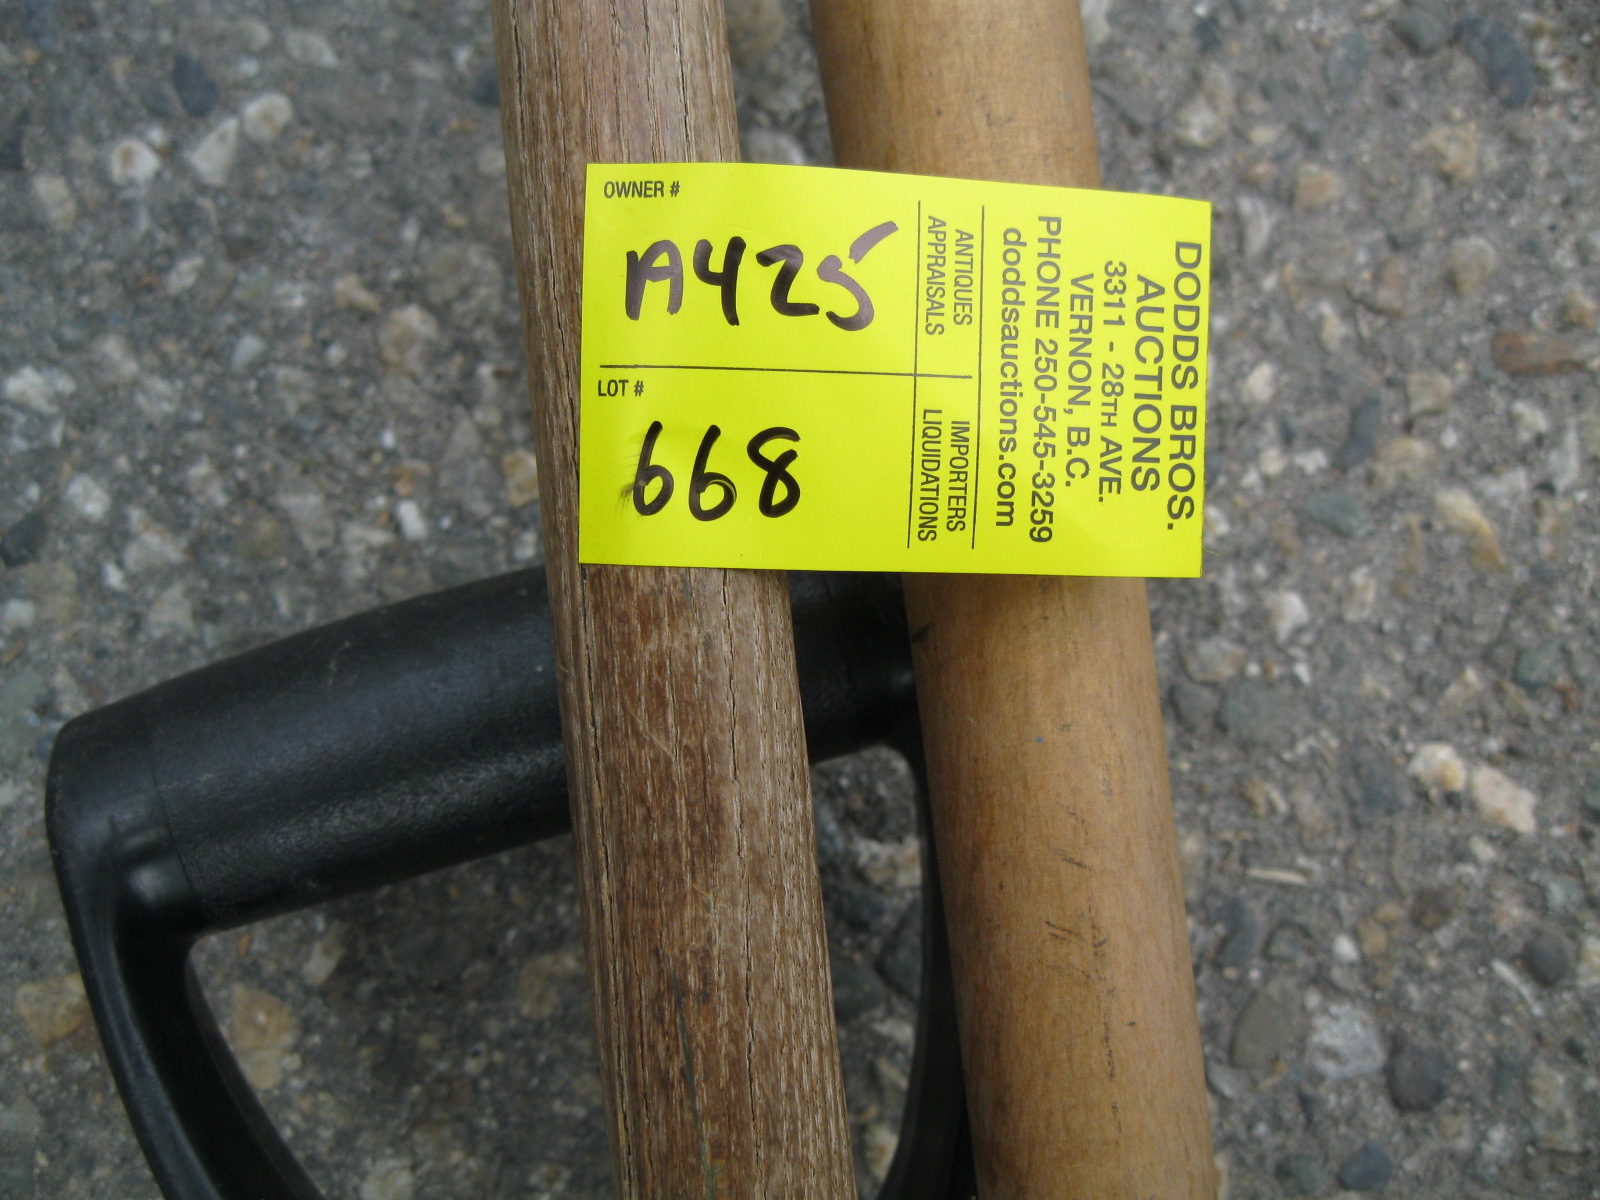 OWNER #
A425
LOT #
668
ANTIQUES
APPRAISALS
IMPORTERS
LIQUIDATIONS
DODDS BROS.
AUCTIONS
3311 - 28TH AVE.
VERNON, B.C.
PHONE 250-545-3259
doddsauctions.com